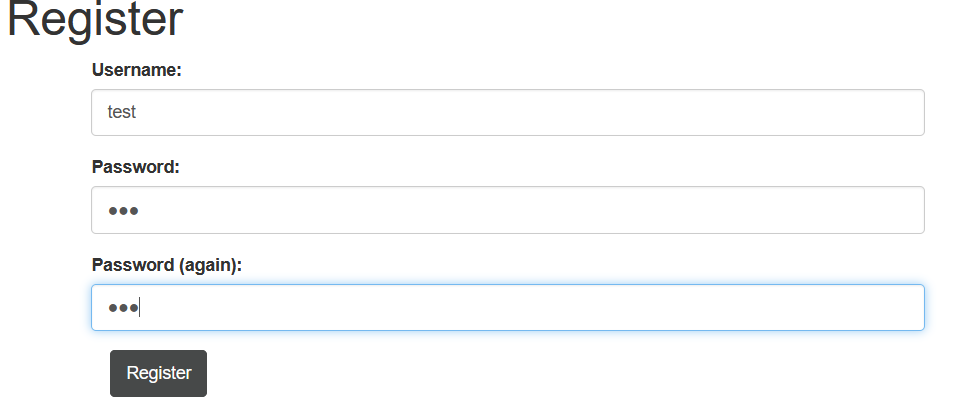 Register
Username:
test
Password:
●●●
Password (again):
●●●
Register